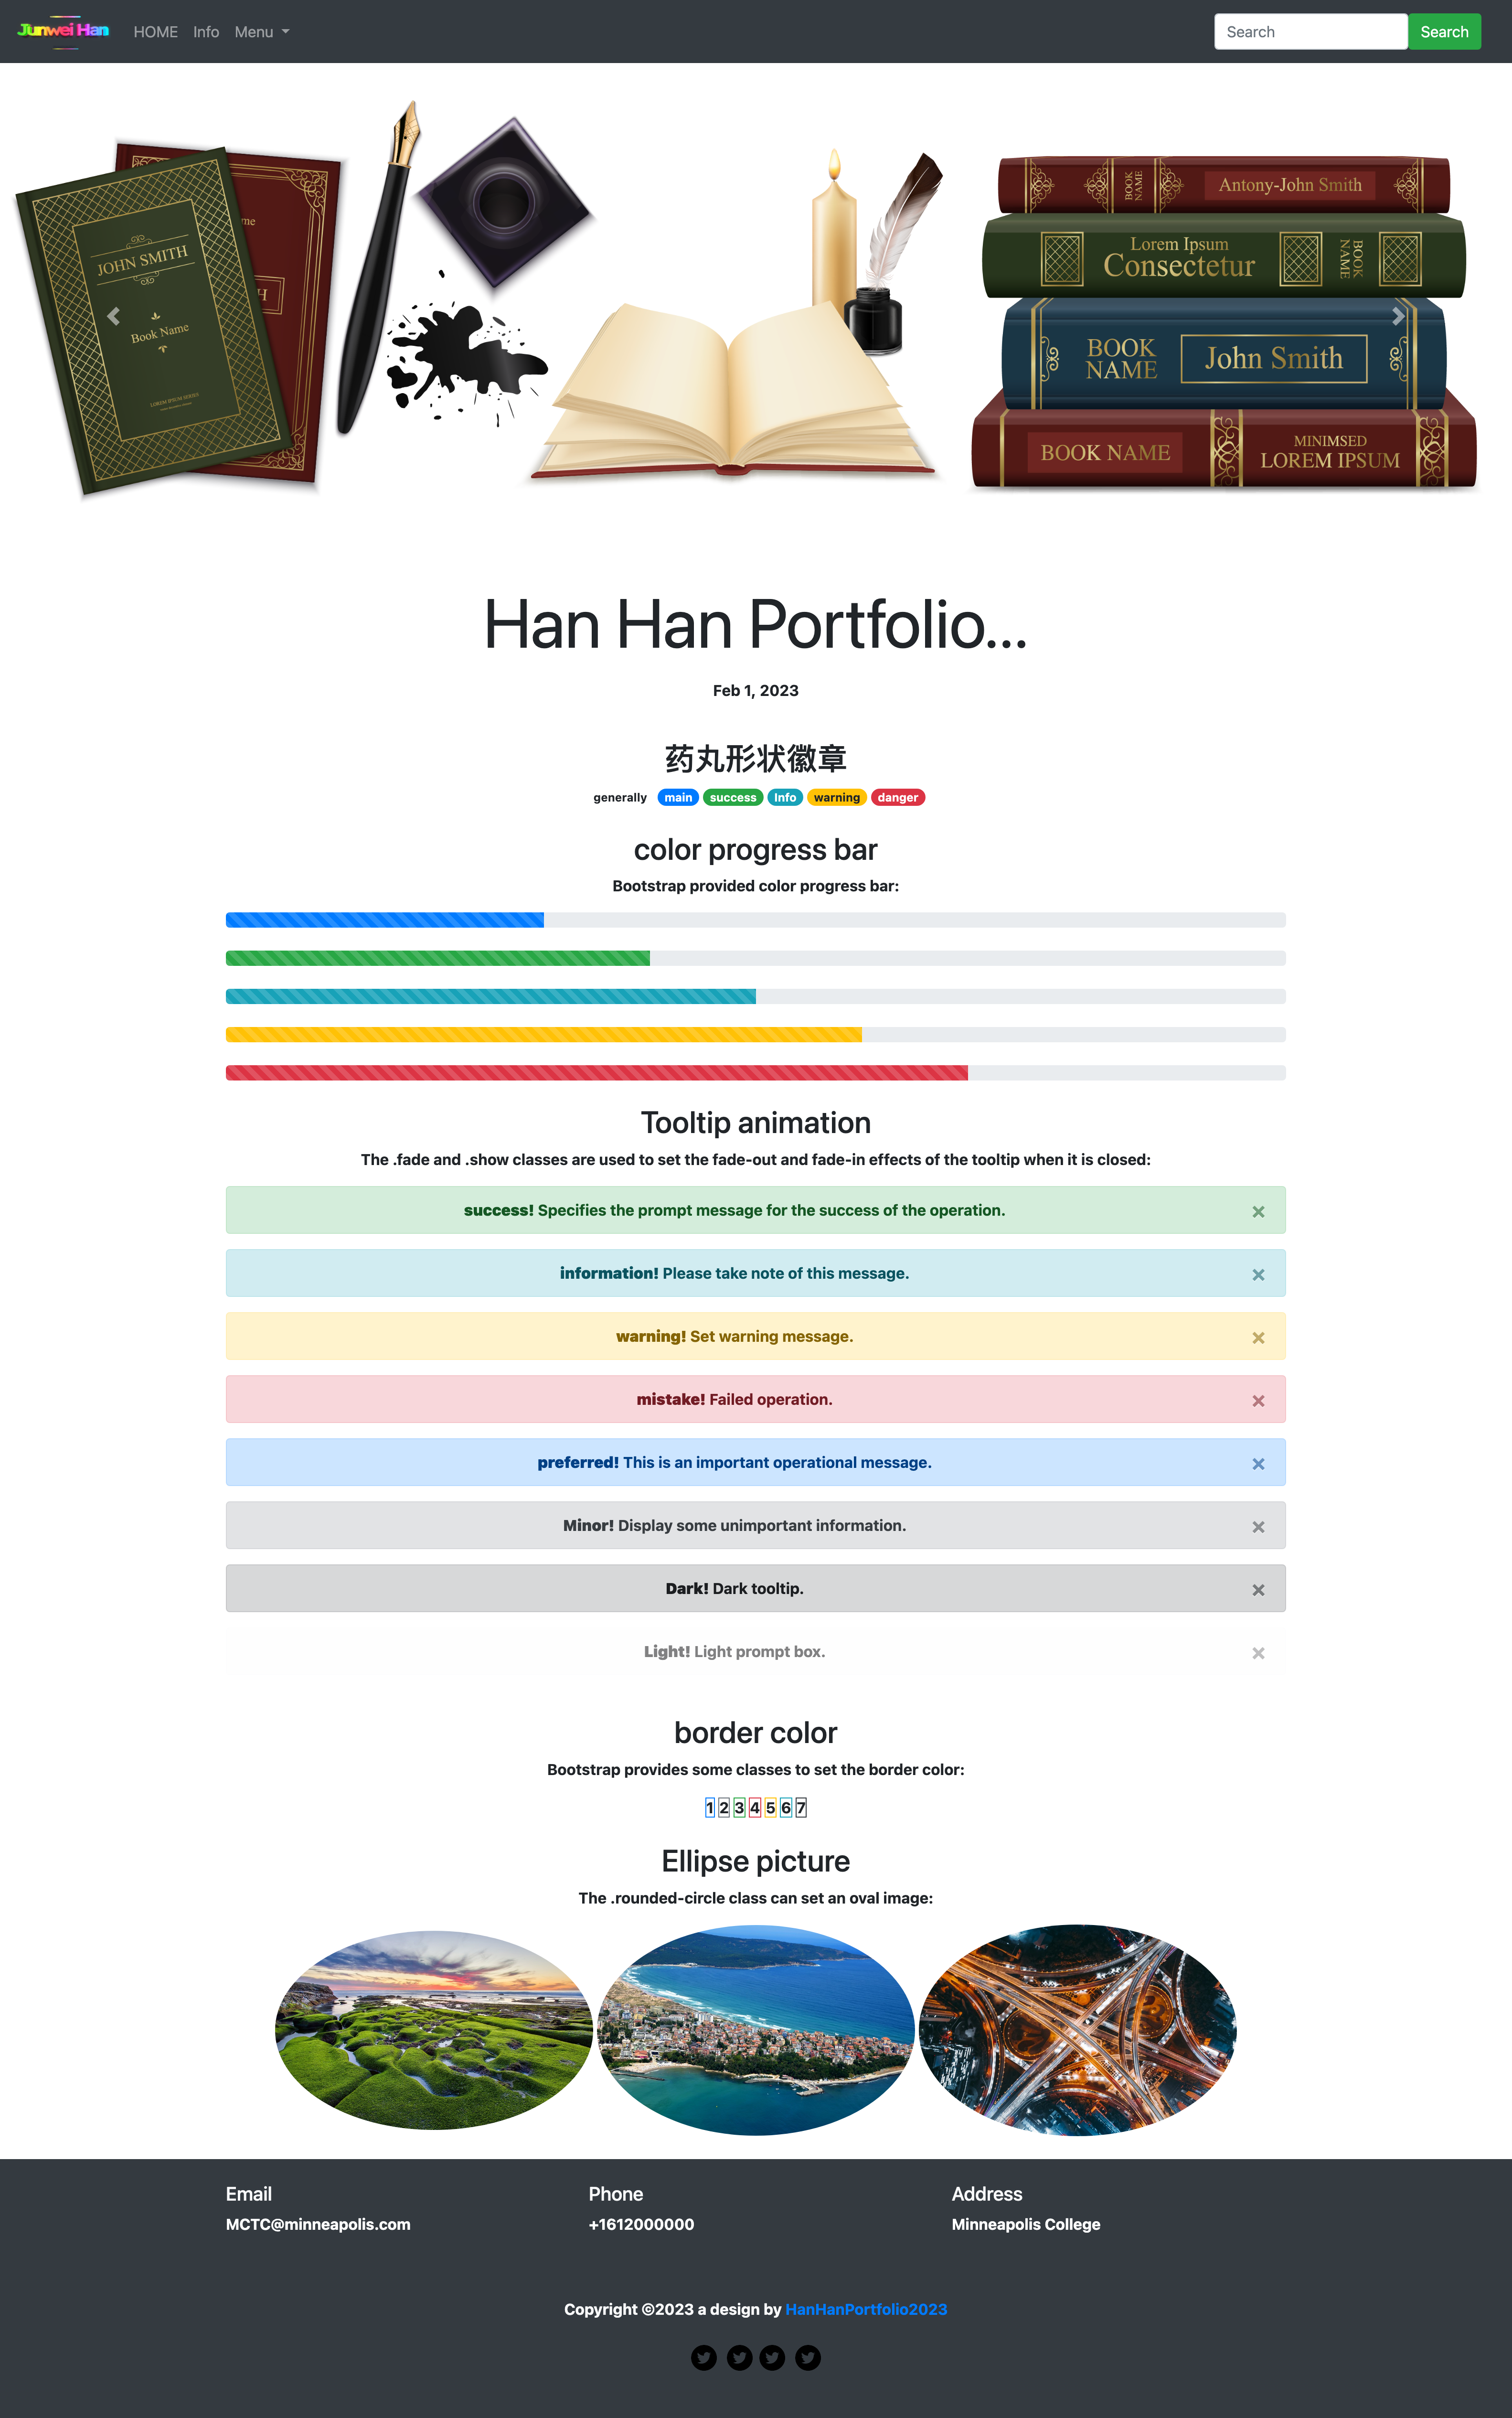 Junwei Han
HOME
Info
Menu
Search
Search
JOHN SMITH
Book Name
LOREM IPSUM SERIES
me
H
BOOK NAME
Antony-John Smith
Lorem Ipsum
Consectetur
BOOK NAME
BOOK NAME
John Smith
BOOK NAME
MINIMSED
LOREM IPSUM
Han Han Portfolio...
Feb 1, 2023
药丸形状徽章
generally main success Info warning danger
color progress bar
Bootstrap provided color progress bar:
Tooltip animation
The .fade and .show classes are used to set the fade-out and fade-in effects of the tooltip when it is closed:
success! Specifies the prompt message for the success of the operation. ×
information! Please take note of this message. ×
warning! Set warning message. ×
mistake! Failed operation. ×
preferred! This is an important operational message. ×
Minor! Display some unimportant information. ×
Dark! Dark tooltip. ×
Light! Light prompt box. ×
border color
Bootstrap provides some classes to set the border color:
1 2 3 4 5 6 7
Ellipse picture
The .rounded-circle class can set an oval image:
Email
MCTC@minneapolis.com
Phone
+1612000000
Address
Minneapolis College
Copyright ©2023 a design by HanHanPortfolio2023